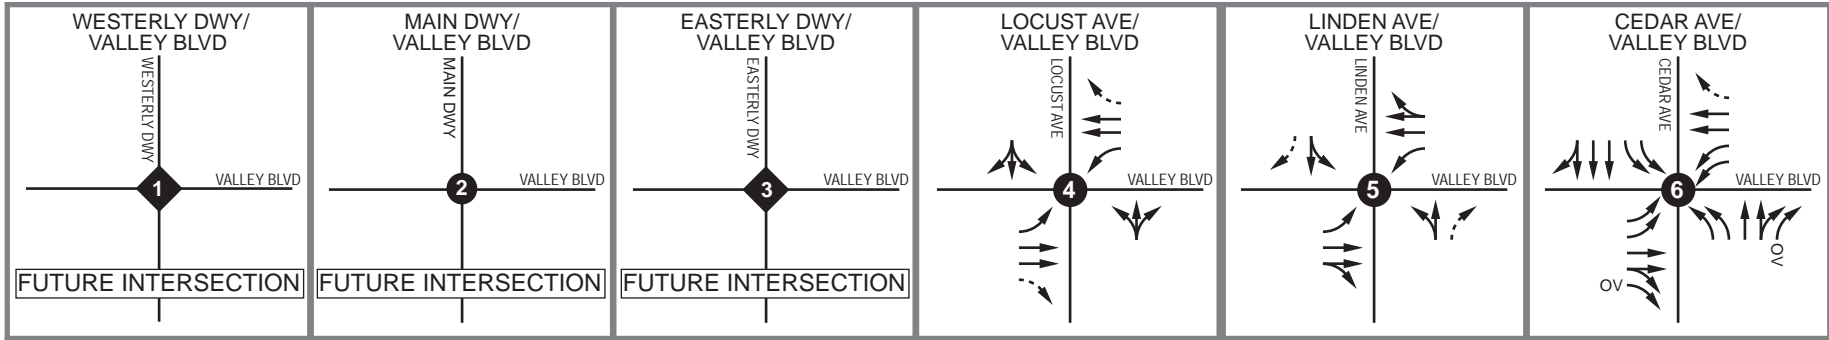 WESTERLY DWY/
VALLEY BLVD
WESTERLY DWY
1
VALLEY BLVD
FUTURE INTERSECTION
MAIN DWY/
VALLEY BLVD
MAIN DWY
2
VALLEY BLVD
FUTURE INTERSECTION
EASTERLY DWY/
VALLEY BLVD
EASTERLY DWY
3
VALLEY BLVD
FUTURE INTERSECTION
LOCUST AVE/
VALLEY BLVD
LOCUST AVE
4
VALLEY BLVD
LINDEN AVE/
VALLEY BLVD
LINDEN AVE
5
VALLEY BLVD
CEDAR AVE/
VALLEY BLVD
CEDAR AVE
6
VALLEY BLVD
OV
OV